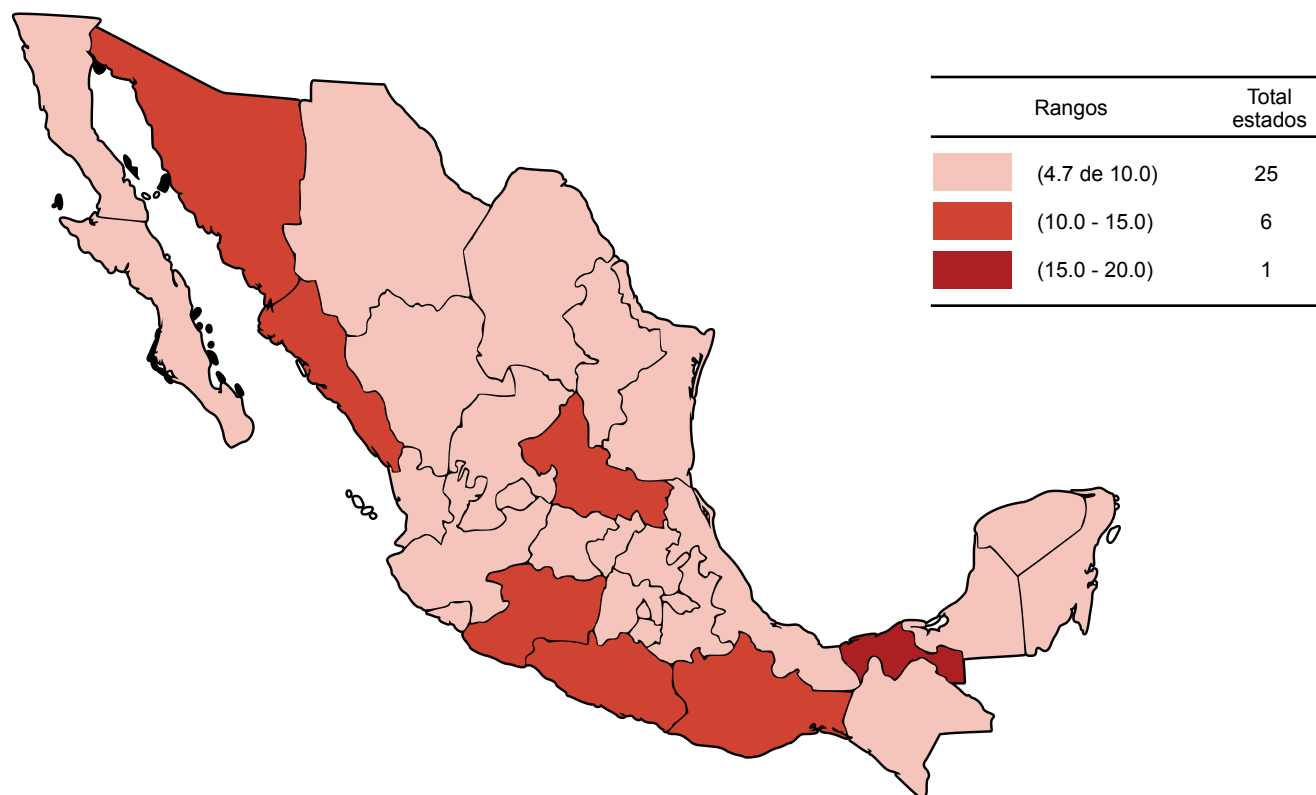 Rangos
Total
estados
(4.7 de 10.0)
25
(10.0 - 15.0)
6
(15.0 - 20.0)
1